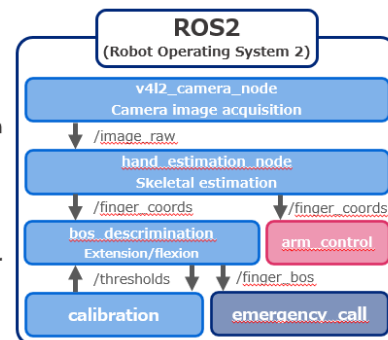 ROS2
(Robot Operating System 2)
v4l2_camera_node
Camera image acquisition
/image_raw
hand_estimation_node
Skeletal estimation
/finger_coords
/finger_coords
bos_descrimination
Extension/flexion
arm_control
/thresholds
/finger_bos
calibration
emergency_call